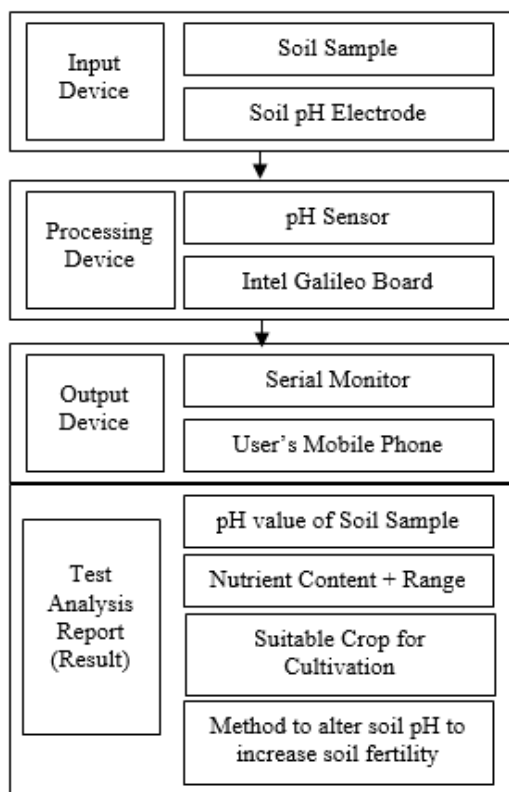 Input
Device
Soil Sample
Soil pH Electrode
Processing
Device
pH Sensor
Intel Galileo Board
Output
Device
Serial Monitor
User's Mobile Phone
Test
Analysis
Report
(Result)
pH value of Soil Sample
Nutrient Content + Range
Suitable Crop for
Cultivation
Method to alter soil pH to
increase soil fertility